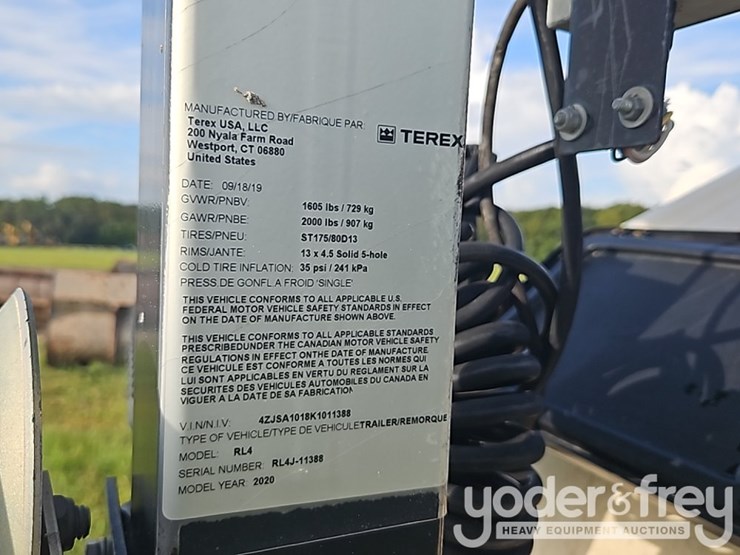 MANUFACTURED BY/FABRIQUE PAR:
Terex USA, LLC
200 Nyala Farm Road
Westport, CT 06880
United States
TEREX
DATE: 09/18/19
GVWR/PNBV: 1605 lbs / 729 kg
GAWR/PNBE: 2000 lbs / 907 kg
TIRES/PNEU: ST175/80D13
RIMS/JANTE: 13 x 4.5 Solid 5-hole
COLD TIRE INFLATION: 35 psi / 241 kPa
PRESS DE GONFL A FROID 'SINGLE'
THIS VEHICLE CONFORMS TO ALL APPLICABLE U.S.
FEDERAL MOTOR VEHICLE SAFETY STANDARDS IN EFFECT
ON THE DATE OF MANUFACTURE SHOWN ABOVE.
THIS VEHICLE CONFORMS TO ALL APPLICABLE STANDARDS
PRESCRIBEDUNDER THE CANADIAN MOTOR VEHICLE SAFETY
REGULATIONS IN EFFECT ONTHE DATE OF MANUFACTURE.
CE VEHICULE EST CONFORME A TOUTES LES NORMES QUI
LUI SONT APPLICABLES EN VERTU DU REGLAMENT SUR LA
SECURITES DES VEHICULES AUTOMOBILES DU CANADA EN
VIGUER A LA DATE DE SA FABRICATION
V.I.N/N.I.V: 4ZJSA1018K1011388
TYPE OF VEHICLE/TYPE DE VEHICULE TRAILER/REMORQUE
MODEL: RL4
SERIAL NUMBER: RL4J-11388
MODEL YEAR: 2020
yoder&frey
HEAVY EQUIPMENT AUCTIONS